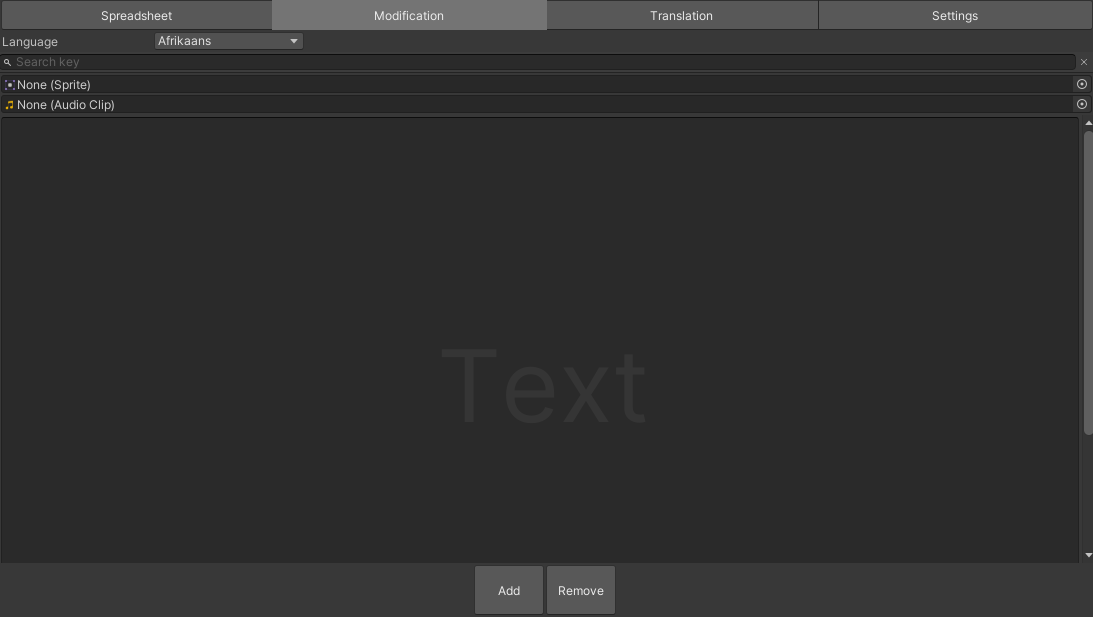 Spreadsheet Modification Translation Settings
Language Afrikaans
Search key
None (Sprite)
None (Audio Clip)
Text
Add Remove